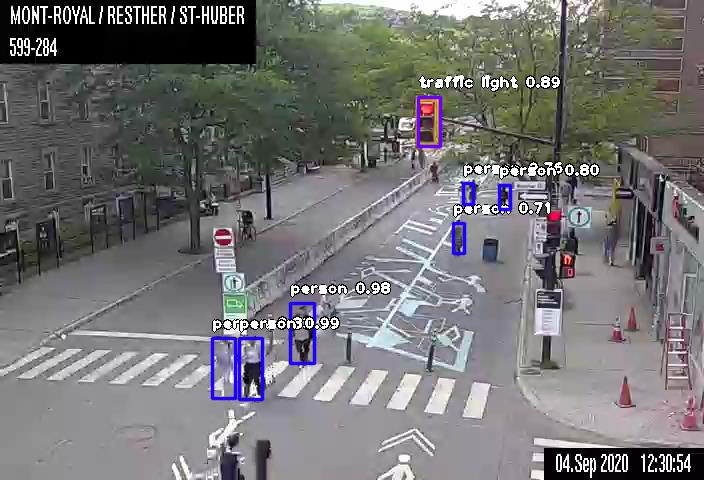 MONT-ROYAL / RESTHER / ST-HUBER
599-284
traffic light 0.89
person 0.80
person 0.71
person 0.98
person 0.99
04.Sep 2020 12:30:54